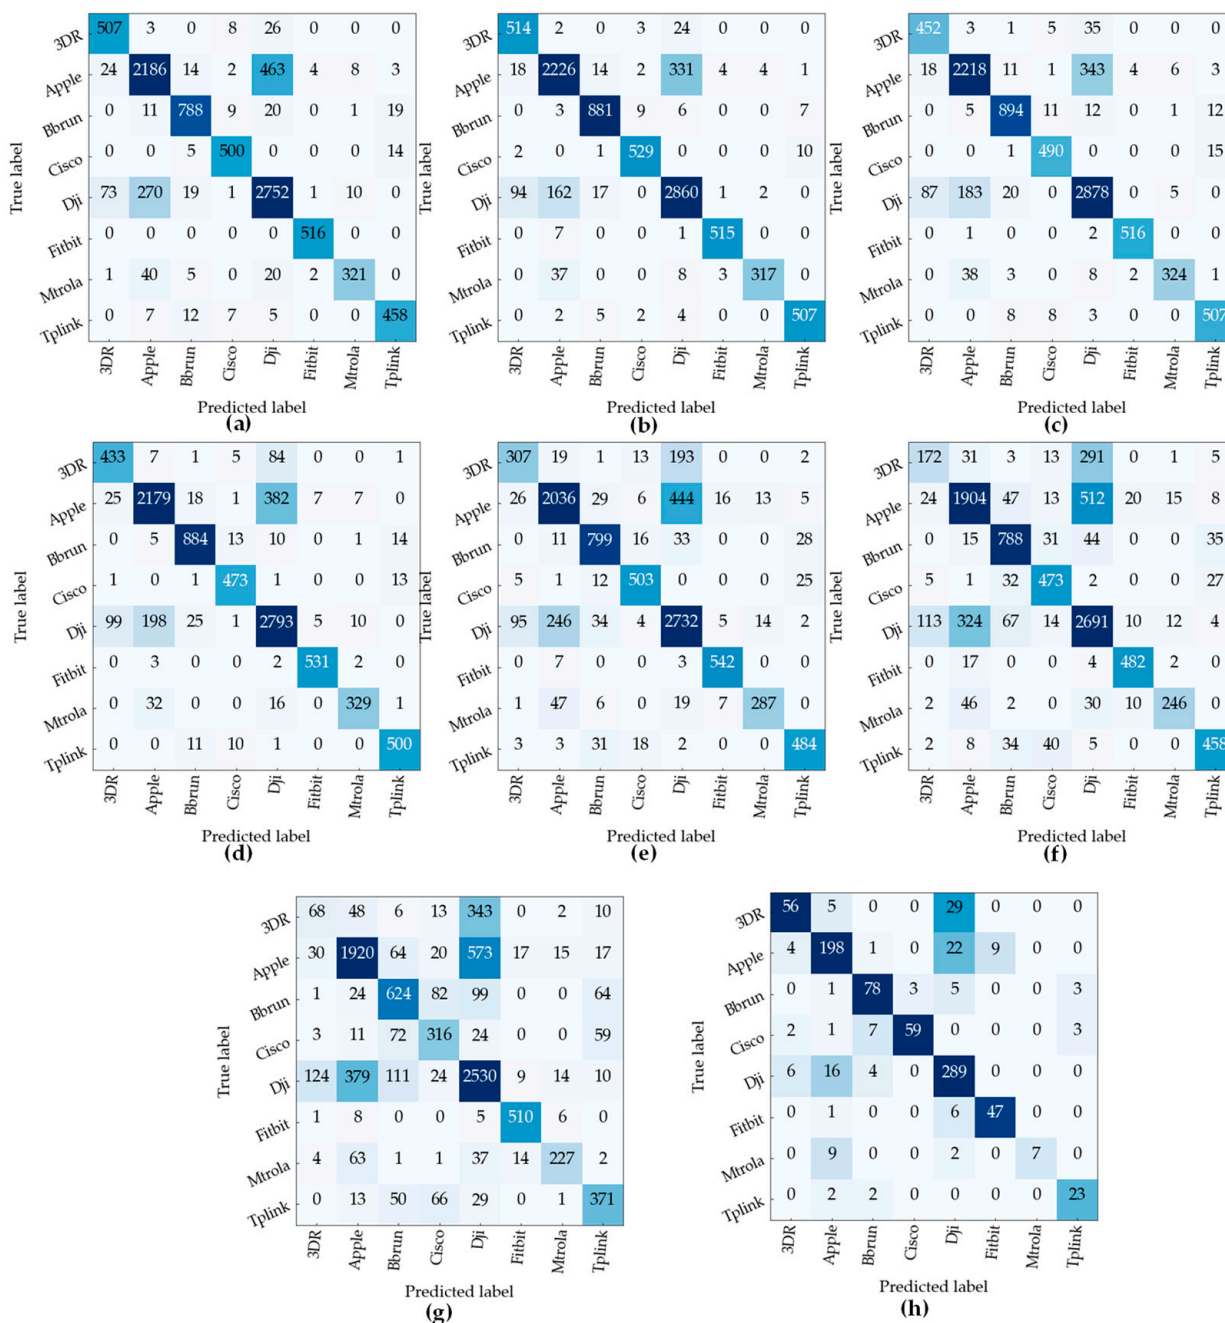 3DR 507 3 0 8 26 0 0 0
Apple 24 2186 14 2 463 4 8 3
Bbrun 0 11 788 9 20 0 1 19
Cisco 0 0 5 500 0 0 0 14
Dji 73 270 19 1 2752 1 10 0
Fitbit 0 0 0 0 0 516 0 0
Mtrola 1 40 5 0 20 2 321 0
Tplink 0 7 12 7 5 0 0 458
3DR Apple Bbrun Cisco Dji Fitbit Mtrola Tplink
True label
Predicted label
(a)
3DR 514 2 0 3 24 0 0 0
Apple 18 2226 14 2 331 4 4 1
Bbrun 0 3 881 9 6 0 0 7
Cisco 2 0 1 529 0 0 0 10
Dji 94 162 17 0 2860 1 2 0
Fitbit 0 7 0 0 1 515 0 0
Mtrola 0 37 0 0 8 3 317 0
Tplink 0 2 5 2 4 0 0 507
3DR Apple Bbrun Cisco Dji Fitbit Mtrola Tplink
True label
Predicted label
(b)
3DR 452 3 1 5 35 0 0 0
Apple 18 2218 11 1 343 4 6 3
Bbrun 0 5 894 11 12 0 1 12
Cisco 0 0 1 490 0 0 0 15
Dji 87 183 20 0 2878 0 5 0
Fitbit 0 1 0 0 2 516 0 0
Mtrola 0 38 3 0 8 2 324 1
Tplink 0 0 8 8 3 0 0 507
3DR Apple Bbrun Cisco Dji Fitbit Mtrola Tplink
True label
Predicted label
(c)
3DR 433 7 1 5 84 0 0 1
Apple 25 2179 18 1 382 7 7 0
Bbrun 0 5 884 13 10 0 1 14
Cisco 1 0 1 473 1 0 0 13
Dji 99 198 25 1 2793 5 10 0
Fitbit 0 3 0 0 2 531 2 0
Mtrola 0 32 0 0 16 0 329 1
Tplink 0 0 11 10 1 0 0 500
3DR Apple Bbrun Cisco Dji Fitbit Mtrola Tplink
True label
Predicted label
(d)
3DR 307 19 1 13 193 0 0 2
Apple 26 2036 29 6 444 16 13 5
Bbrun 0 11 799 16 33 0 0 28
Cisco 5 1 12 503 0 0 0 25
Dji 95 246 34 4 2732 5 14 2
Fitbit 0 7 0 0 3 542 0 0
Mtrola 1 47 6 0 19 7 287 0
Tplink 3 3 31 18 2 0 0 484
3DR Apple Bbrun Cisco Dji Fitbit Mtrola Tplink
True label
Predicted label
(e)
3DR 172 31 3 13 291 0 1 5
Apple 24 1904 47 13 512 20 15 8
Bbrun 0 15 788 31 44 0 0 35
Cisco 5 1 32 473 2 0 0 27
Dji 113 324 67 14 2691 10 12 4
Fitbit 0 17 0 0 4 482 2 0
Mtrola 2 46 2 0 30 10 246 0
Tplink 2 8 34 40 5 0 0 458
3DR Apple Bbrun Cisco Dji Fitbit Mtrola Tplink
True label
Predicted label
(f)
3DR 68 48 6 13 343 0 2 10
Apple 30 1920 64 20 573 17 15 17
Bbrun 1 24 624 82 99 0 0 64
Cisco 3 11 72 316 24 0 0 59
Dji 124 379 111 24 2530 9 14 10
Fitbit 1 8 0 0 5 510 6 0
Mtrola 4 63 1 1 37 14 227 2
Tplink 0 13 50 66 29 0 1 371
3DR Apple Bbrun Cisco Dji Fitbit Mtrola Tplink
True label
Predicted label
(g)
3DR 56 5 0 0 29 0 0 0
Apple 4 198 1 0 22 9 0 0
Bbrun 0 1 78 3 5 0 0 3
Cisco 2 1 7 59 0 0 0 3
Dji 6 16 4 0 289 0 0 0
Fitbit 0 1 0 0 6 47 0 0
Mtrola 0 9 0 0 2 0 7 0
Tplink 0 2 2 0 0 0 0 23
3DR Apple Bbrun Cisco Dji Fitbit Mtrola Tplink
True label
Predicted label
(h)